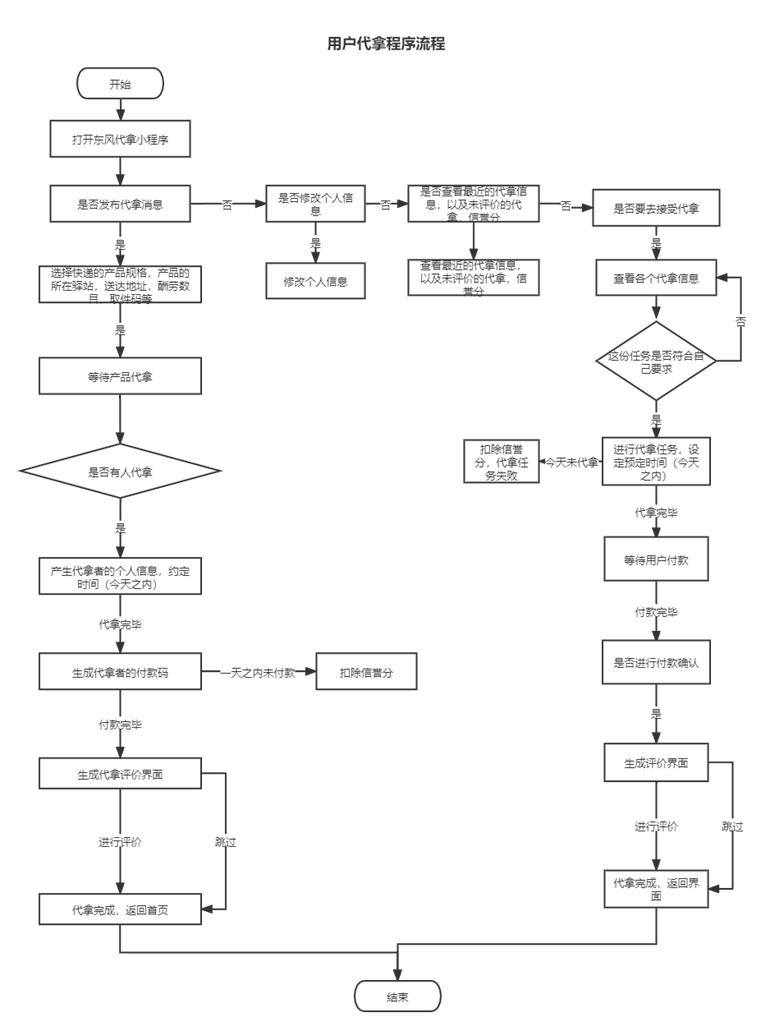 用户代拿程序流程
开始
打开东风代拿小程序
是否发布代拿消息
否
是否修改个人信
息
否
是否查看最近的代拿信
息，以及未评价的代
拿，信誉分
否
是否要去接受代拿
是
选择快递的产品规格，产品的
所在驿站，送达地址，酬劳数
目，取件码等
是
修改个人信息
查看最近的代拿信息，
以及未评价的代拿，信
誉分
是
查看各个代拿信息
否
是
等待产品代拿
这份任务是否符合自
己要求
是
是否有人代拿
扣除信誉
分，代拿任
务失败
今天未代拿
进行代拿任务，设
定预定时间（今天
之内）
代拿完毕
是
等待用户付款
产生代拿者的个人信息，约定
时间（今天之内）
付款完毕
代拿完毕
生成代拿者的付款码
一天之内未付款
扣除信誉分
是否进行付款确认
是
付款完毕
生成代拿评价界面
生成评价界面
进行评价
跳过
进行评价
跳过
代拿完成，返回首页
代拿完成，返回界
面
结束